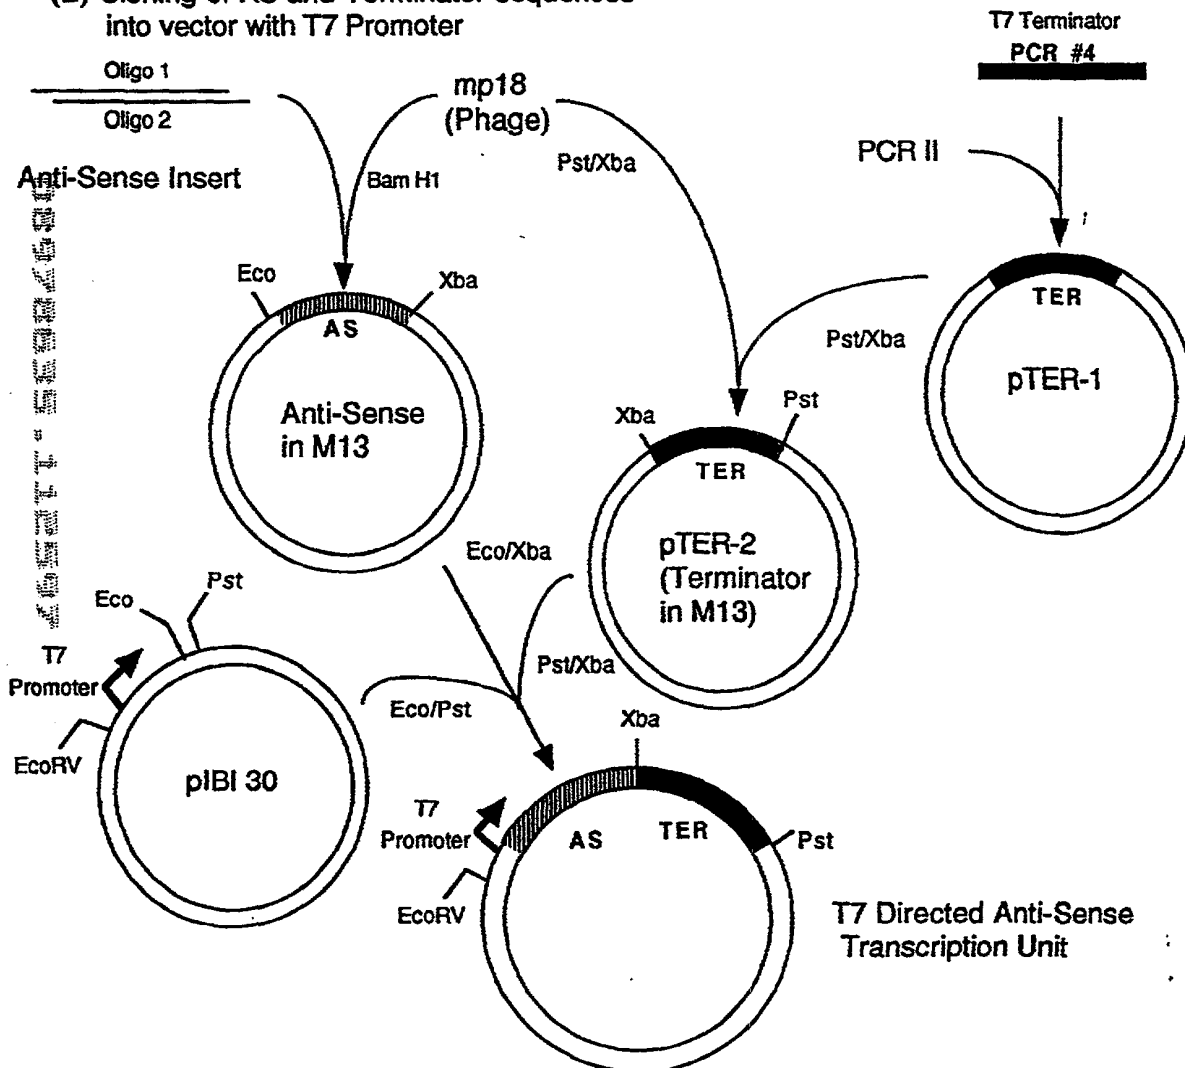 into vector with T7 Promoter
T7 Terminator
PCR #4
Oligo 1
Oligo 2
mp18
(Phage)
PCR II
Anti-Sense Insert
Bam H1
Pst/Xba
Eco
Xba
AS
Anti-Sense
in M13
TER
pTER-1
Pst/Xba
Xba
Pst
TER
pTER-2
(Terminator
in M13)
Eco/Xba
Pst/Xba
Eco/Pst
Eco
Pst
T7
Promoter
EcoRV
pIBI 30
Xba
T7
Promoter
AS
TER
Pst
EcoRV
T7 Directed Anti-Sense
Transcription Unit